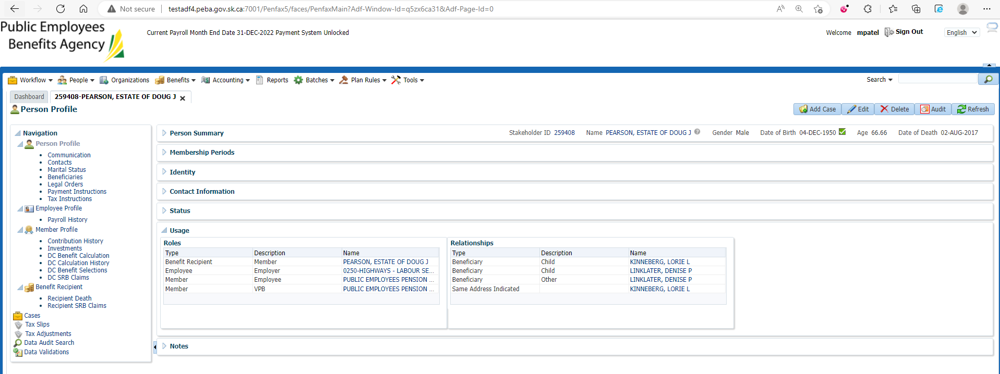 Not secure | testadf4.peba.gov.sk.ca:7001/Penfax5/faces/PenfaxMain?Adf-Window-Id=q5zx6ca31&Adf-Page-Id=0
Public Employees
Benefits Agency
Current Payroll Month End Date 31-DEC-2022 Payment System Unlocked
Welcome mpatel Sign Out English
Workflow People Organizations Benefits Accounting Reports Batches Plan Rules Tools Search
Dashboard 259408-PEARSON, ESTATE OF DOUG J
Person Profile
Add Case Edit Delete Audit Refresh
Navigation
Person Profile
Communication
Contacts
Marital Status
Beneficiaries
Legal Orders
Payment Instructions
Tax Instructions
Employee Profile
Payroll History
Member Profile
Contribution History
Investments
DC Benefit Calculation
DC Calculation History
DC Benefit Selections
DC SRB Claims
Benefit Recipient
Recipient Death
Recipient SRB Claims
Cases
Tax Slips
Tax Adjustments
Data Audit Search
Data Validations
Person Summary Stakeholder ID 259408 Name PEARSON, ESTATE OF DOUG J Gender Male Date of Birth 04-DEC-1950 Age 66.66 Date of Death 02-AUG-2017
Membership Periods
Identity
Contact Information
Status
Usage
Roles
Type Description Name
Benefit Recipient Member PEARSON, ESTATE OF DOUG J
Employee Employer 0250-HIGHWAYS - LABOUR SE...
Member Employee PUBLIC EMPLOYEES PENSION ...
Member VPB PUBLIC EMPLOYEES PENSION ...
Relationships
Type Description Name
Beneficiary Child KINNEBERG, LORIE L
Beneficiary Child LINKLATER, DENISE P
Beneficiary Other LINKLATER, DENISE P
Same Address Indicated KINNEBERG, LORIE L
Notes